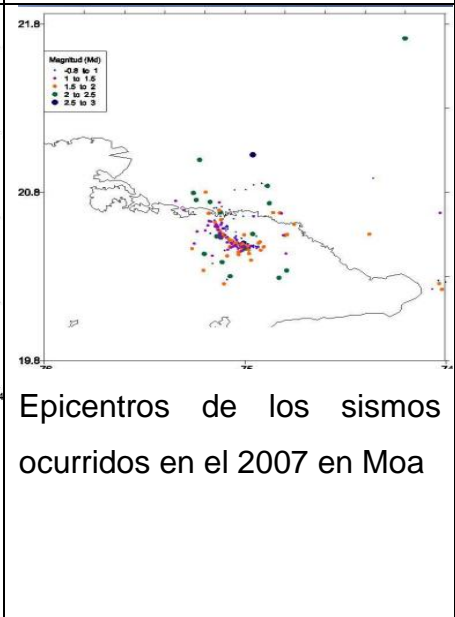 21.8
Magnitud (Md)
-0.8 to 1
1 to 1.5
1.5 to 2
2 to 2.5
2.5 to 3
20.8
19.8
76 75 74
Epicentros de los sismos
ocurridos en el 2007 en Moa